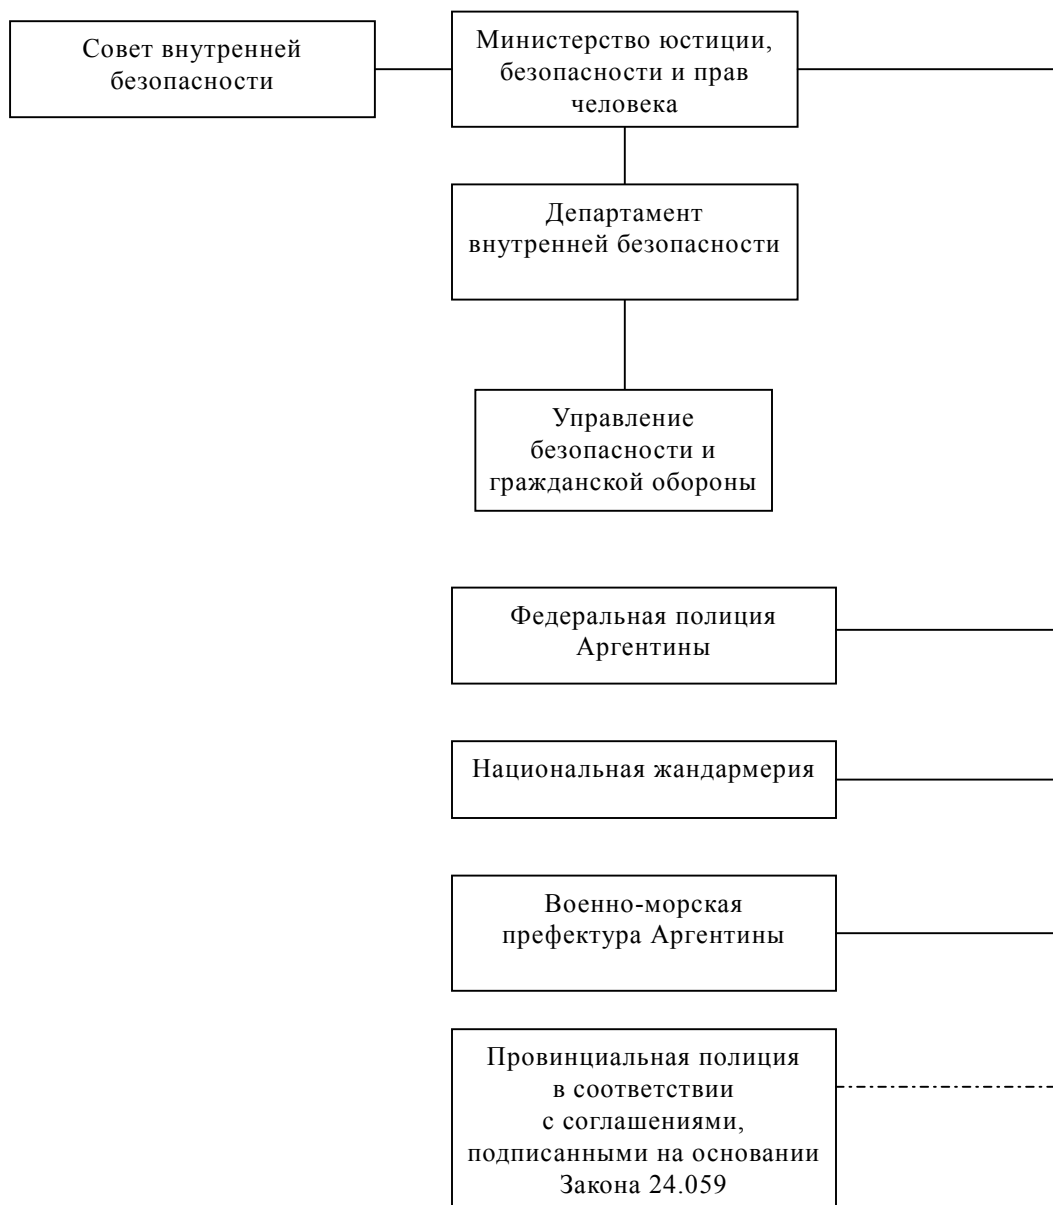 Совет внутренней
безопасности
Министерство юстиции,
безопасности и прав
человека
Департамент
внутренней безопасности
Управление
безопасности и
гражданской обороны
Федеральная полиция
Аргентины
Национальная жандармерия
Военно-морская
префектура Аргентины
Провинциальная полиция
в соответствии
с соглашениями,
подписанными на основании
Закона 24.059